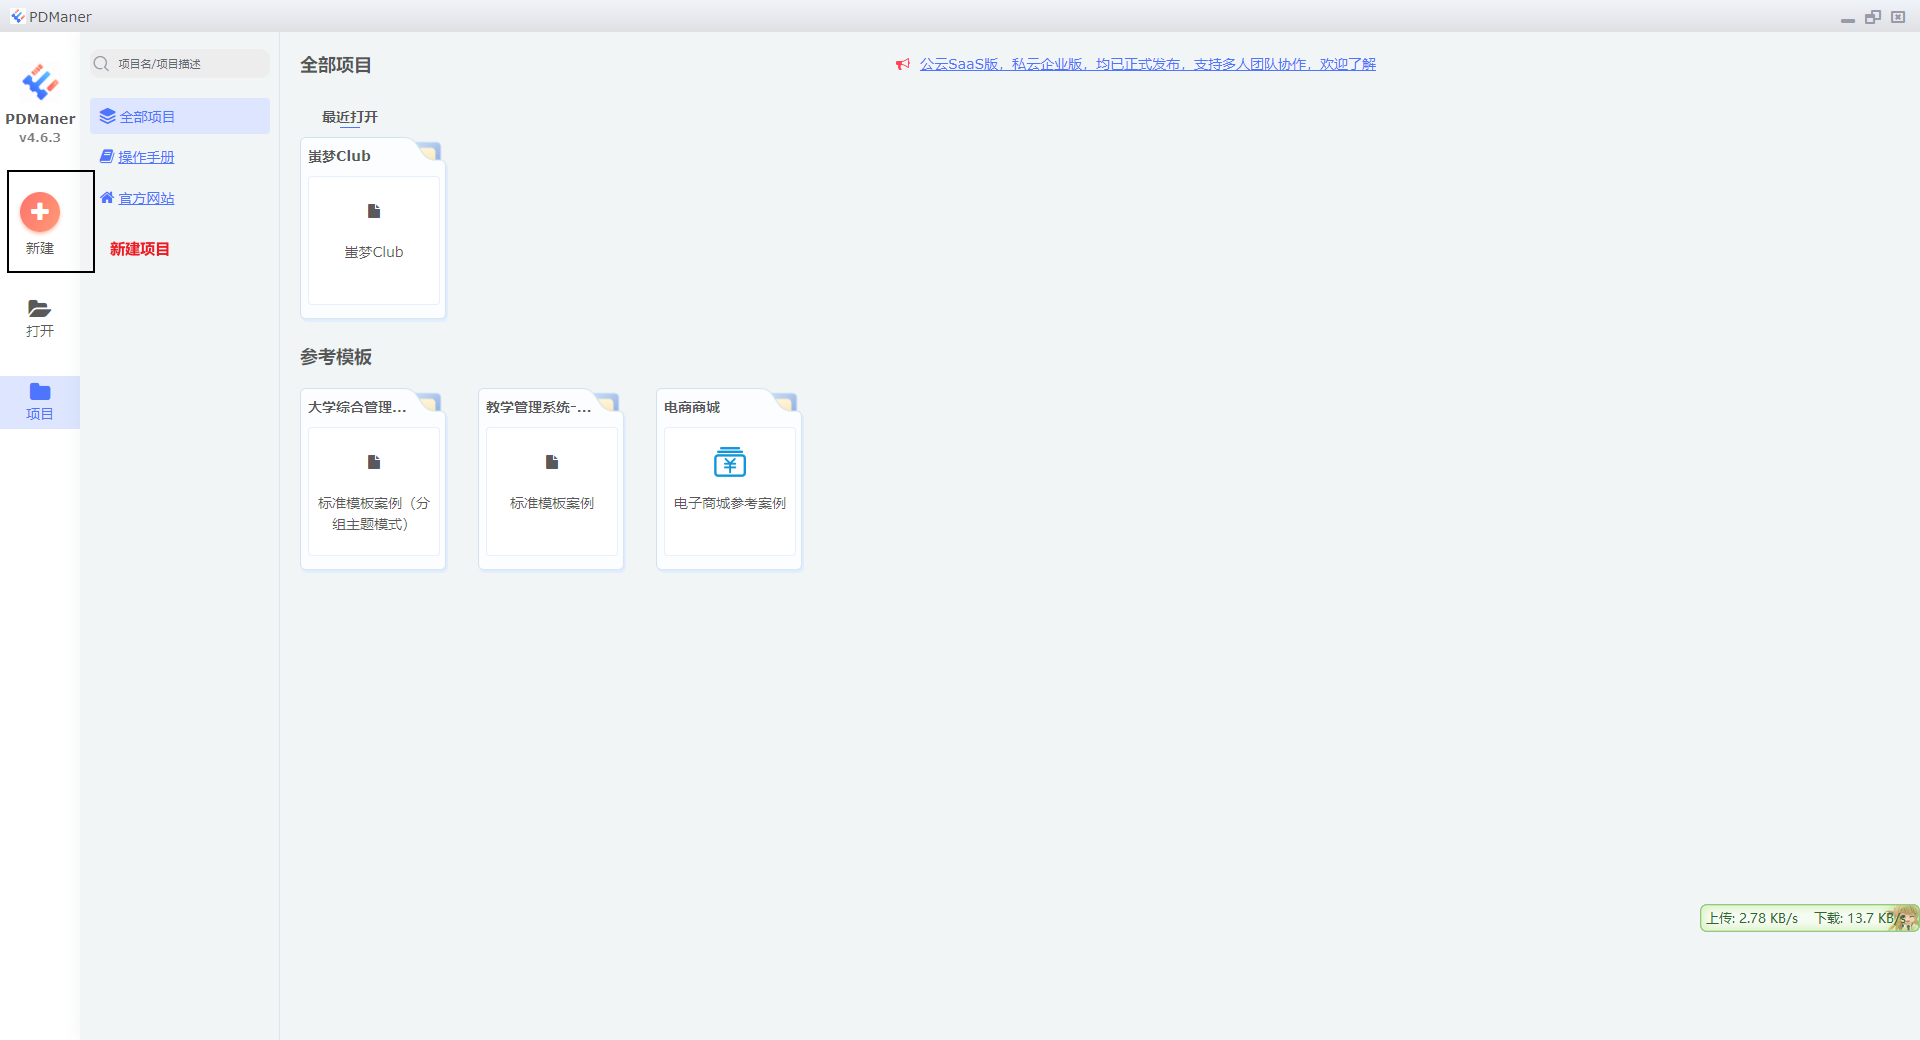 PDManer
PDManer
v4.6.3
新建
打开
项目
项目名/项目描述
全部项目
操作手册
官方网站
新建项目
全部项目
公云SaaS版，私云企业版，均已正式发布，支持多人团队协作，欢迎了解
最近打开
蚩梦Club
蚩梦Club
参考模板
大学综合管理...
标准模板案例（分
组主题模式）
教学管理系统-...
标准模板案例
电商商城
电子商城参考案例
上传: 2.78 KB/s 下载: 13.7 KB/s